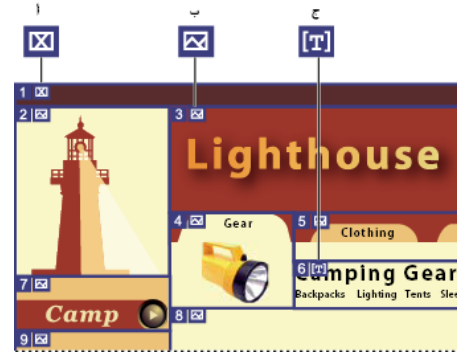 ا ب ج
[T]
1
2 3
Lighthouse
4 Gear 5
Clothing
6 [T] Camping Gear
Backpacks Lighting Tents
7
Camp 8
9